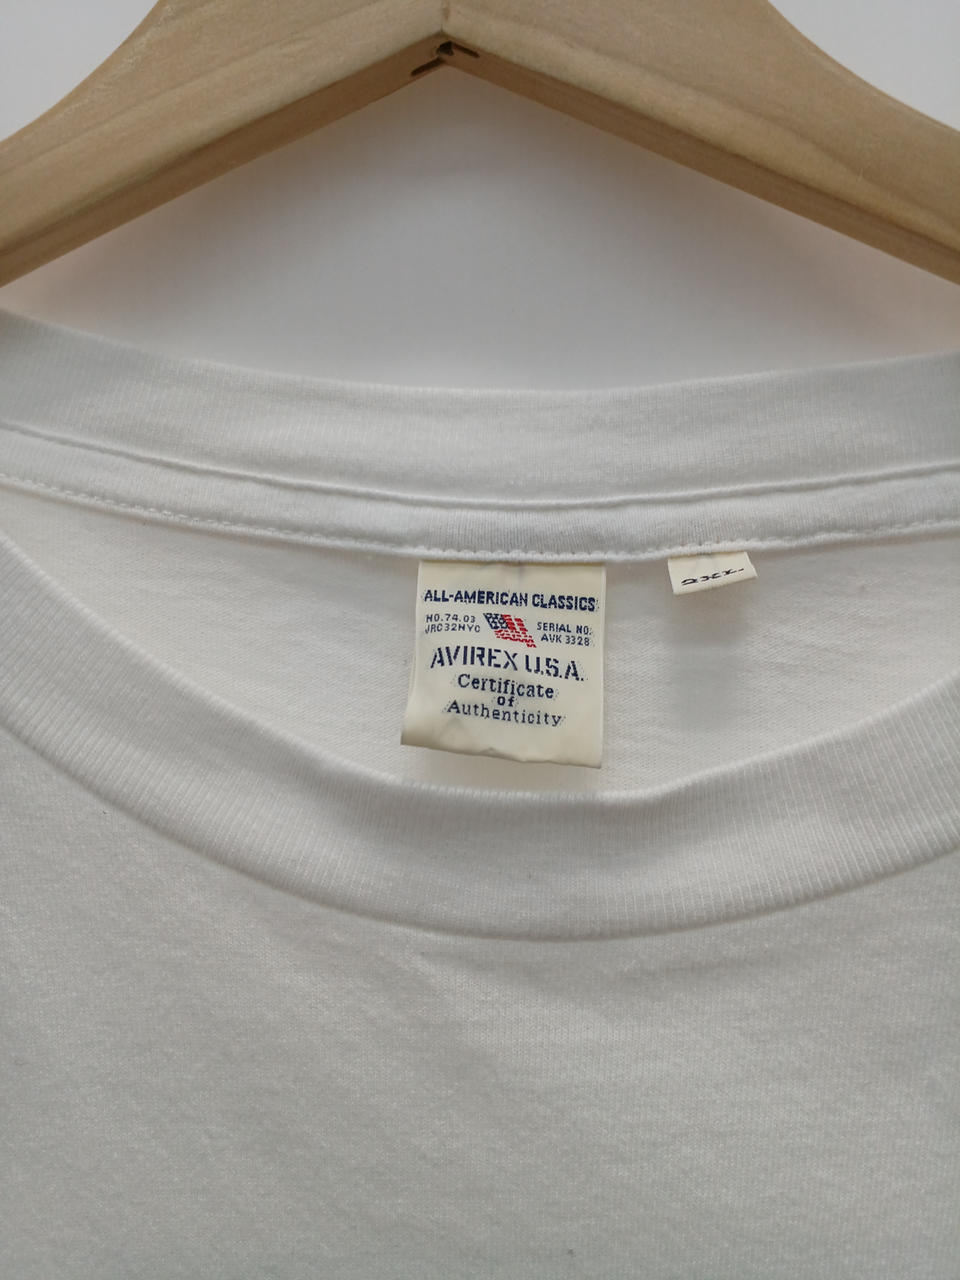 ALL-AMERICAN CLASSICS
NO.74.03
JRC32NYC
SERIAL NO.
AVK 3328
AVIREX U.S.A.
Certificate
of
Authenticity